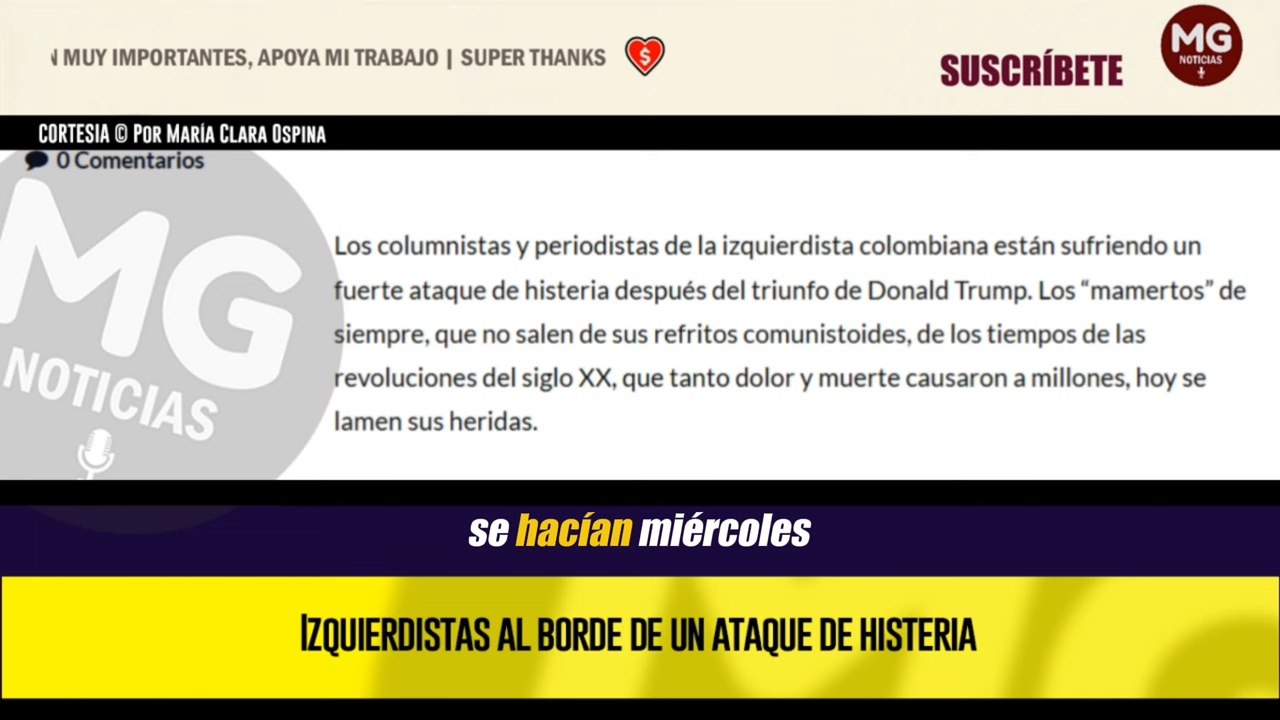 N MUY IMPORTANTES, APOYA MI TRABAJO | SUPER THANKS
$
SUSCRÍBETE
MG
NOTICIAS
CORTESIA © POR MARÍA CLARA OSPINA
0 Comentarios
MG
NOTICIAS
Los columnistas y periodistas de la izquierdista colombiana están sufriendo un
fuerte ataque de histeria después del triunfo de Donald Trump. Los “mamertos” de
siempre, que no salen de sus refritos comunistoides, de los tiempos de las
revoluciones del siglo XX, que tanto dolor y muerte causaron a millones, hoy se
lamen sus heridas.
se hacían miércoles
IZQUIERDISTAS AL BORDE DE UN ATAQUE DE HISTERIA